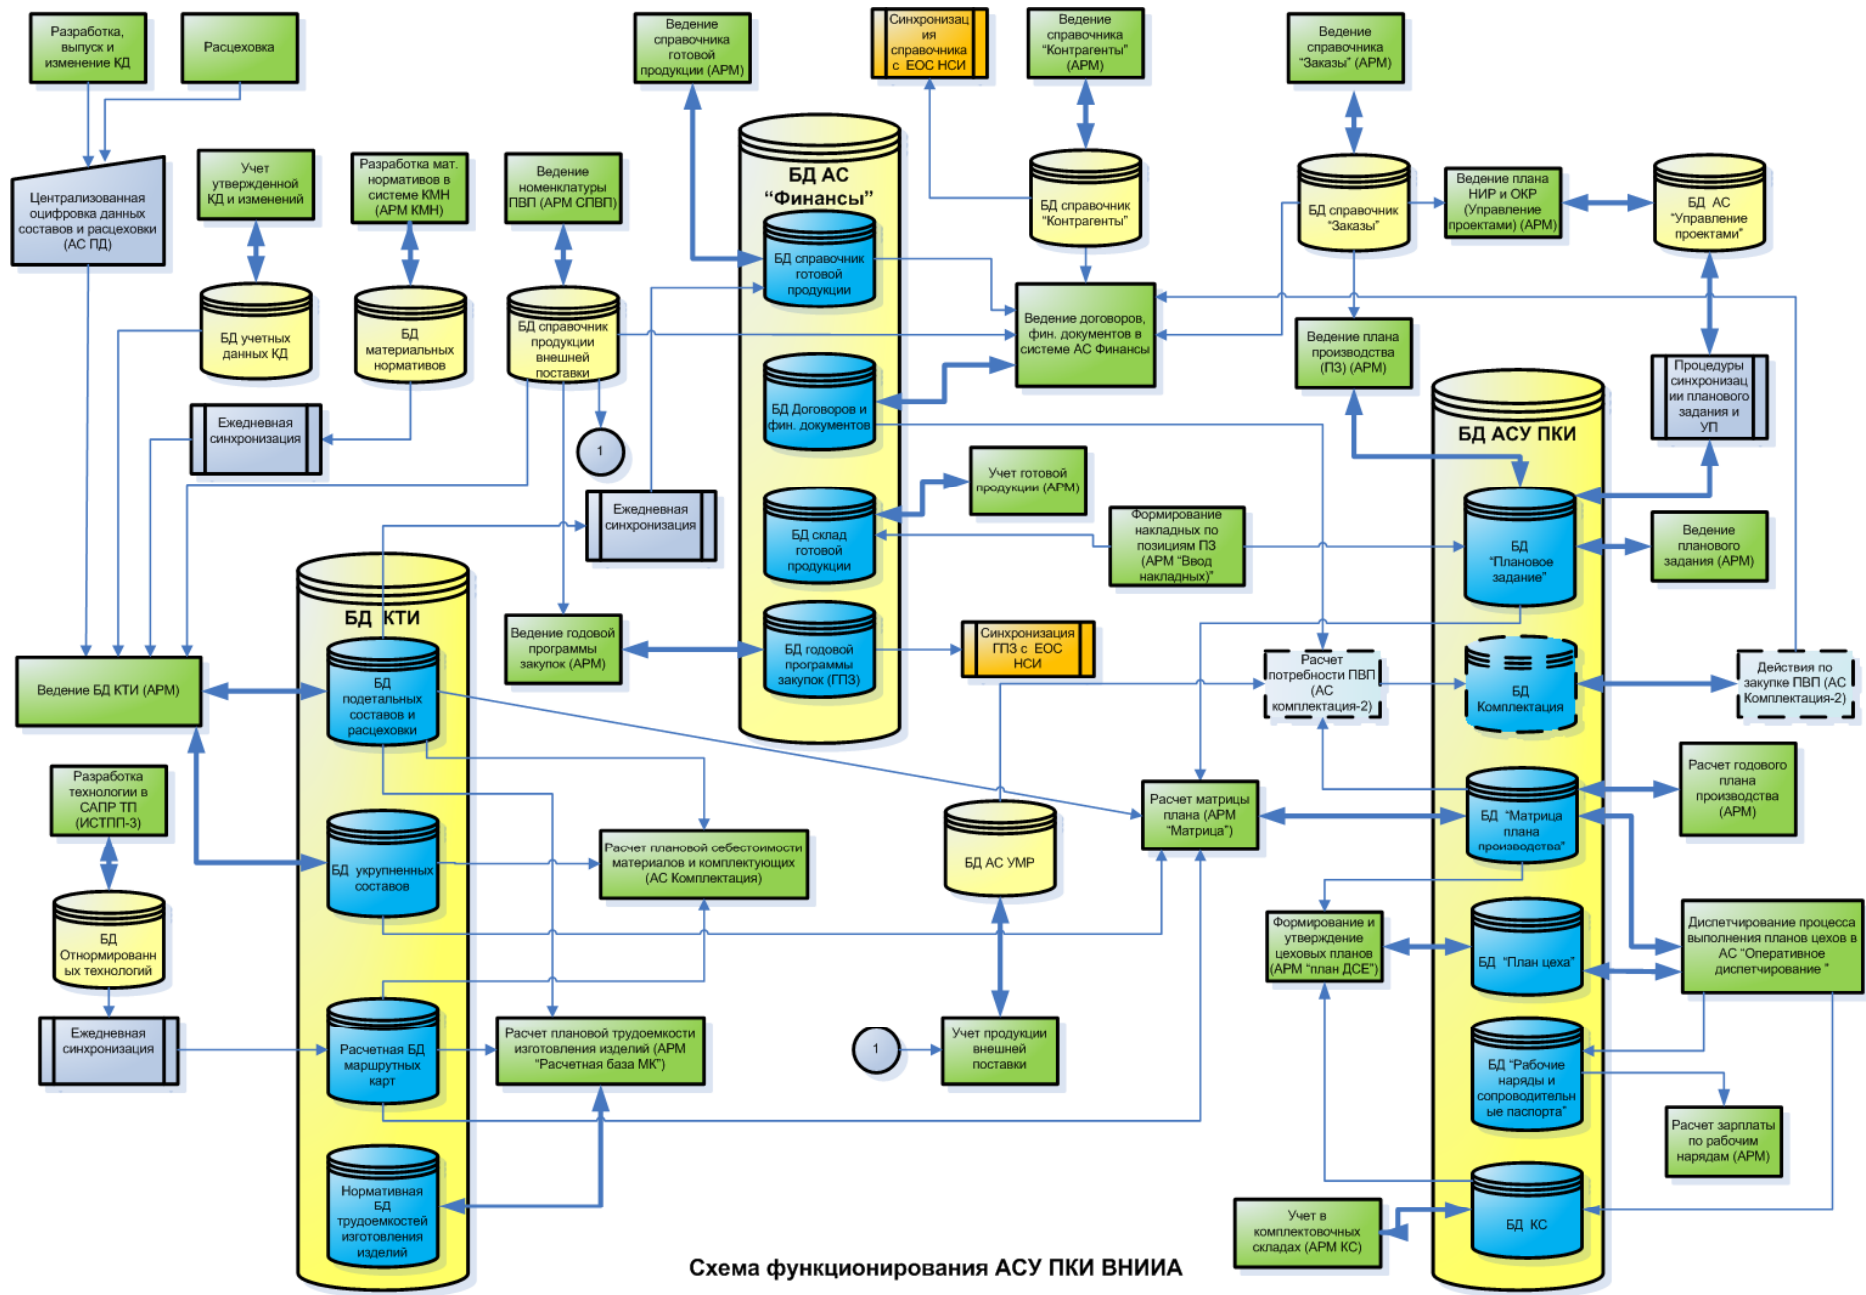 Разработка,
выпуск и
изменение КД
Расцеховка
Ведение
справочника
готовой
продукции (АРМ)
Синхронизац
ия
справочника
с ЕОС НСИ
Ведение
справочника
“Контрагенты”
(АРМ)
Ведение
справочника
“Заказы” (АРМ)
Централизованная
оцифровка данных
составов и расцеховки
(АС ПД)
Учет
утвержденной
КД и изменений
Разработка мат.
нормативов в
системе КМН
(АРМ КМН)
Ведение
номенклатуры
ПВП (АРМ СПВП)
БД АС
“Финансы”
БД справочник
“Контрагенты”
БД справочник
“Заказы”
Ведение плана
НИР и ОКР
(Управление
проектами) (АРМ)
БД АС
“Управление
проектами”
БД учетных
данных КД
БД
материальных
нормативов
БД справочник
продукции
внешней
поставки
БД справочник
готовой
продукции
Ведение договоров,
фин. документов в
системе АС Финансы
Ведение плана
производства
(ПЗ) (АРМ)
Процедуры
синхронизац
ии планового
задания и
УП
Ежедневная
синхронизация
1
БД Договоров и
фин. документов
БД АСУ ПКИ
Ежедневная
синхронизация
Учет готовой
продукции (АРМ)
БД склад
готовой
продукции
Формирование
накладных по
позициям ПЗ
(АРМ “Ввод
накладных)”
БД
“Плановое
задание”
Ведение
планового
задания (АРМ)
БД КТИ
Ведение БД КТИ (АРМ)
БД
подетальных
составов и
расцеховки
Ведение годовой
программы
закупок (АРМ)
БД годовой
программы
закупок (ГПЗ)
Синхронизация
ГПЗ с ЕОС
НСИ
Расчет
потребности ПВП
(АС
комплектация-2)
БД
Комплектация
Действия по
закупке ПВП (АС
Комплектация-2)
Разработка
технологии в
САПР ТП
(ИСТПП-3)
БД укрупненных
составов
Расчет плановой себестоимости
материалов и комплектующих
(АС Комплектация)
БД АС УМР
Расчет матрицы
плана (АРМ
“Матрица”)
БД “Матрица
плана
производства”
Расчет годового
плана
производства
(АРМ)
БД
Отнормированн
ых технологий
Формирование и
утверждение
цеховых планов
(АРМ “план ДСЕ”)
БД “План цеха”
Диспетчирование процесса
выполнения планов цехов в
АС “Оперативное
диспетчирование ”
Ежедневная
синхронизация
Расчетная БД
маршрутных
карт
Расчет плановой трудоемкости
изготовления изделий (АРМ
“Расчетная база МК”)
1
Учет продукции
внешней
поставки
БД “Рабочие
наряды и
сопроводительн
ые паспорта”
Расчет зарплаты
по рабочим
нарядам (АРМ)
Нормативная
БД
трудоемкостей
изготовления
изделий
Учет в
комплектовочных
складах (АРМ КС)
БД КС
Схема функционирования АСУ ПКИ ВНИИА